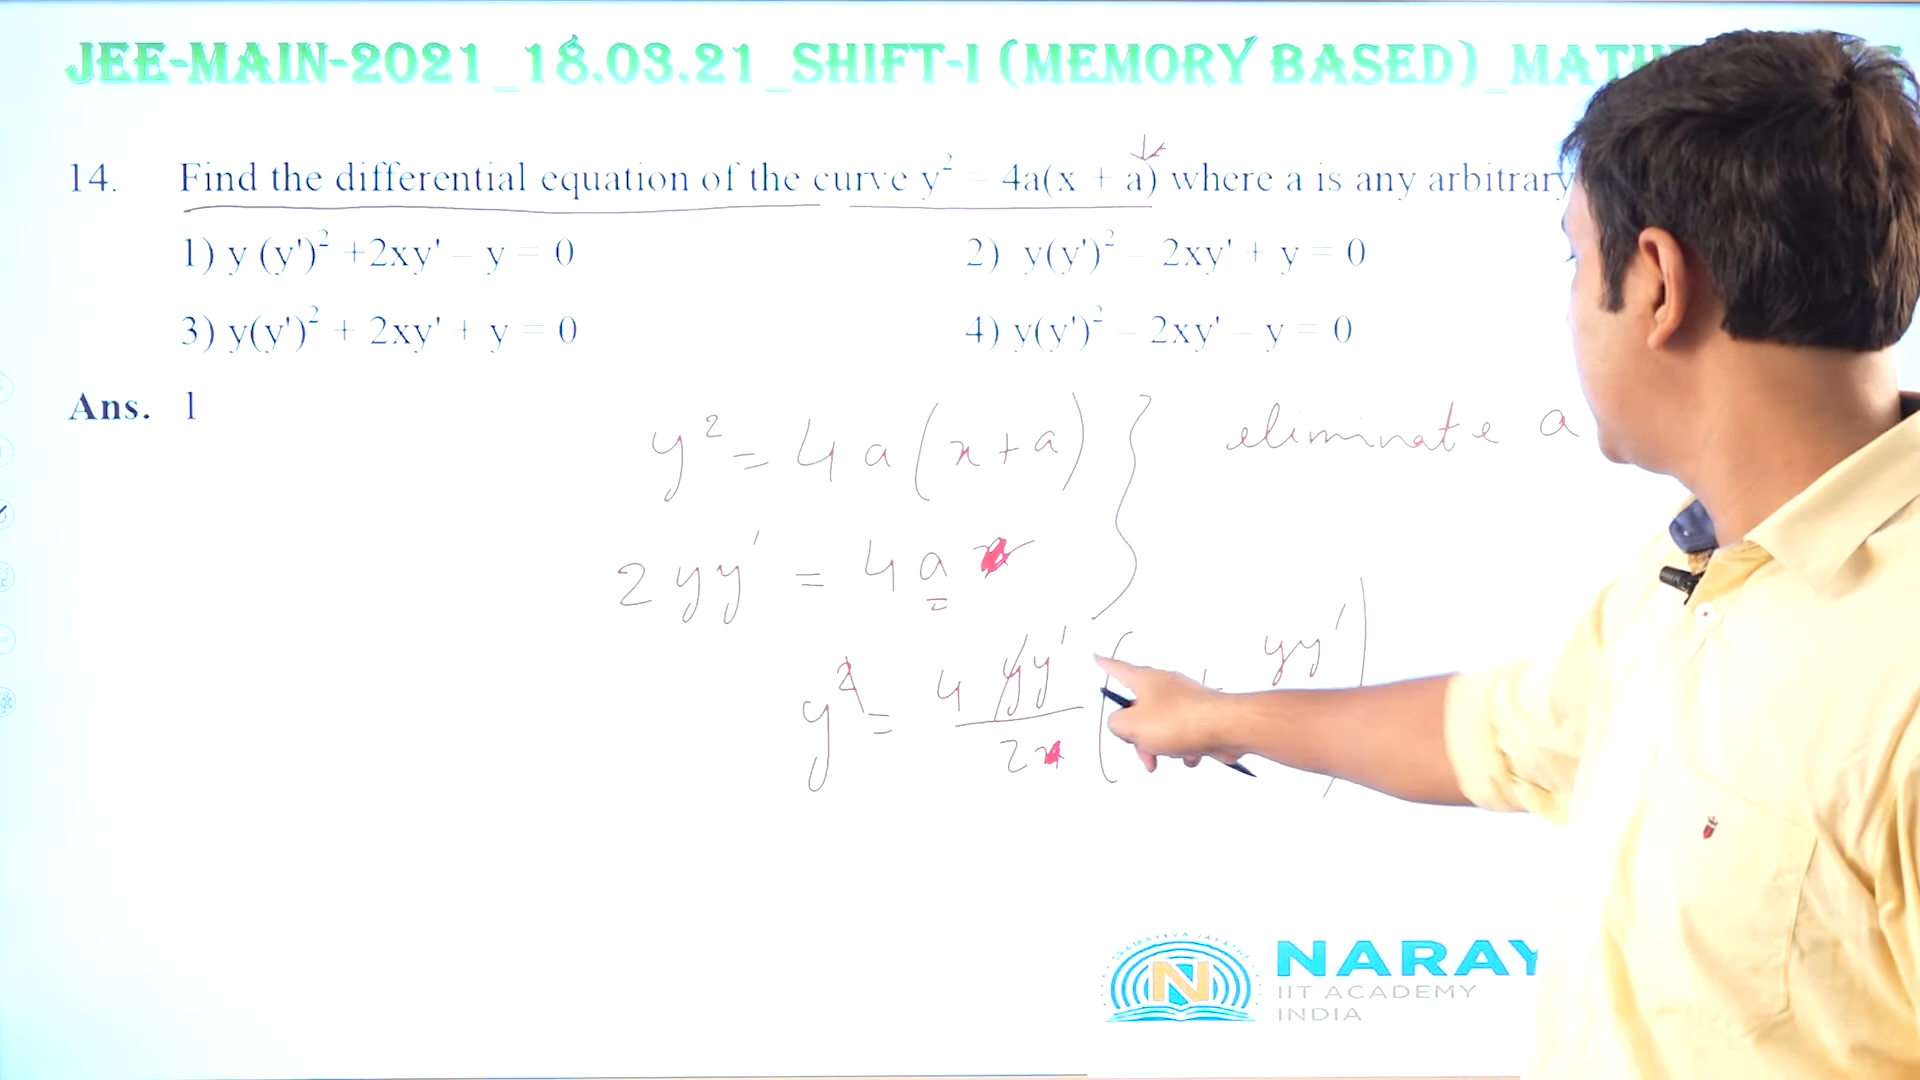 JEE-MAIN-2021_18.03.21_SHIFT-I (MEMORY BASED)_MATH
14. Find the differential equation of the curve y² = 4a(x + a) where a is any arbitrary
1) y (y')² +2xy' – y = 0
2) y(y')² – 2xy' + y = 0
3) y(y')² + 2xy' + y = 0
4) y(y')² – 2xy' – y = 0
Ans. 1
y² = 4a(x+a) } eliminate a
2yy' = 4a
y² = 4 yy' / 2 ( + yy' )
NARAY
IIT ACADEMY
INDIA
N